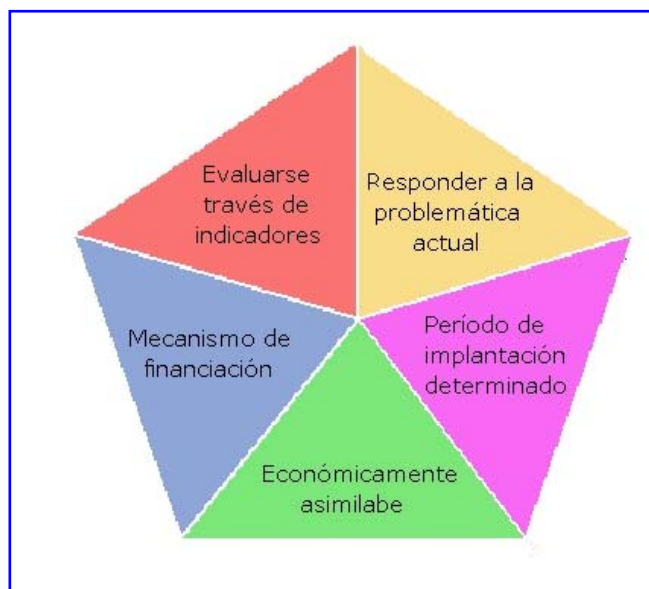 Evaluarse
través de
indicadores
Responder a la
problemática
actual
Mecanismo de
financiación
Período de
implantación
determinado
Económicamente
asimilabe